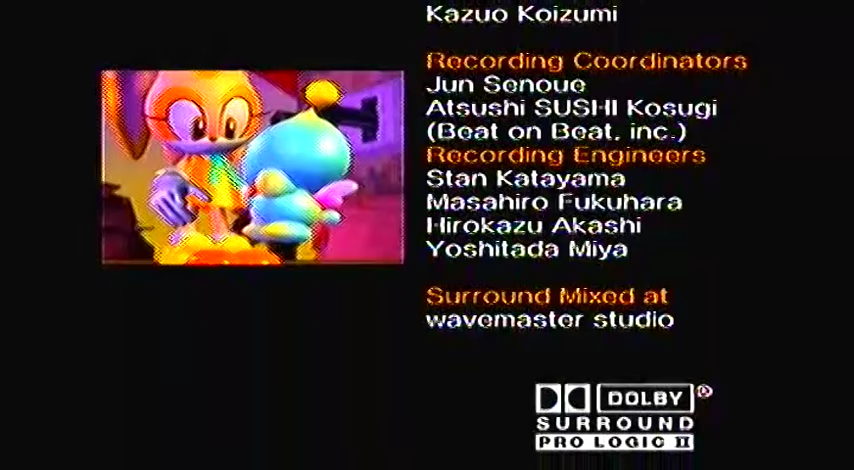 Kazuo Koizumi
Recording Coordinators
Jun Senoue
Atsushi SUSHI Kosugi
(Beat on Beat, inc.)
Recording Engineers
Stan Katayama
Masahiro Fukuhara
Hirokazu Akashi
Yoshitada Miya
Surround Mixed at
wavemaster studio
DOLBY ®
SURROUND
PRO LOGIC II